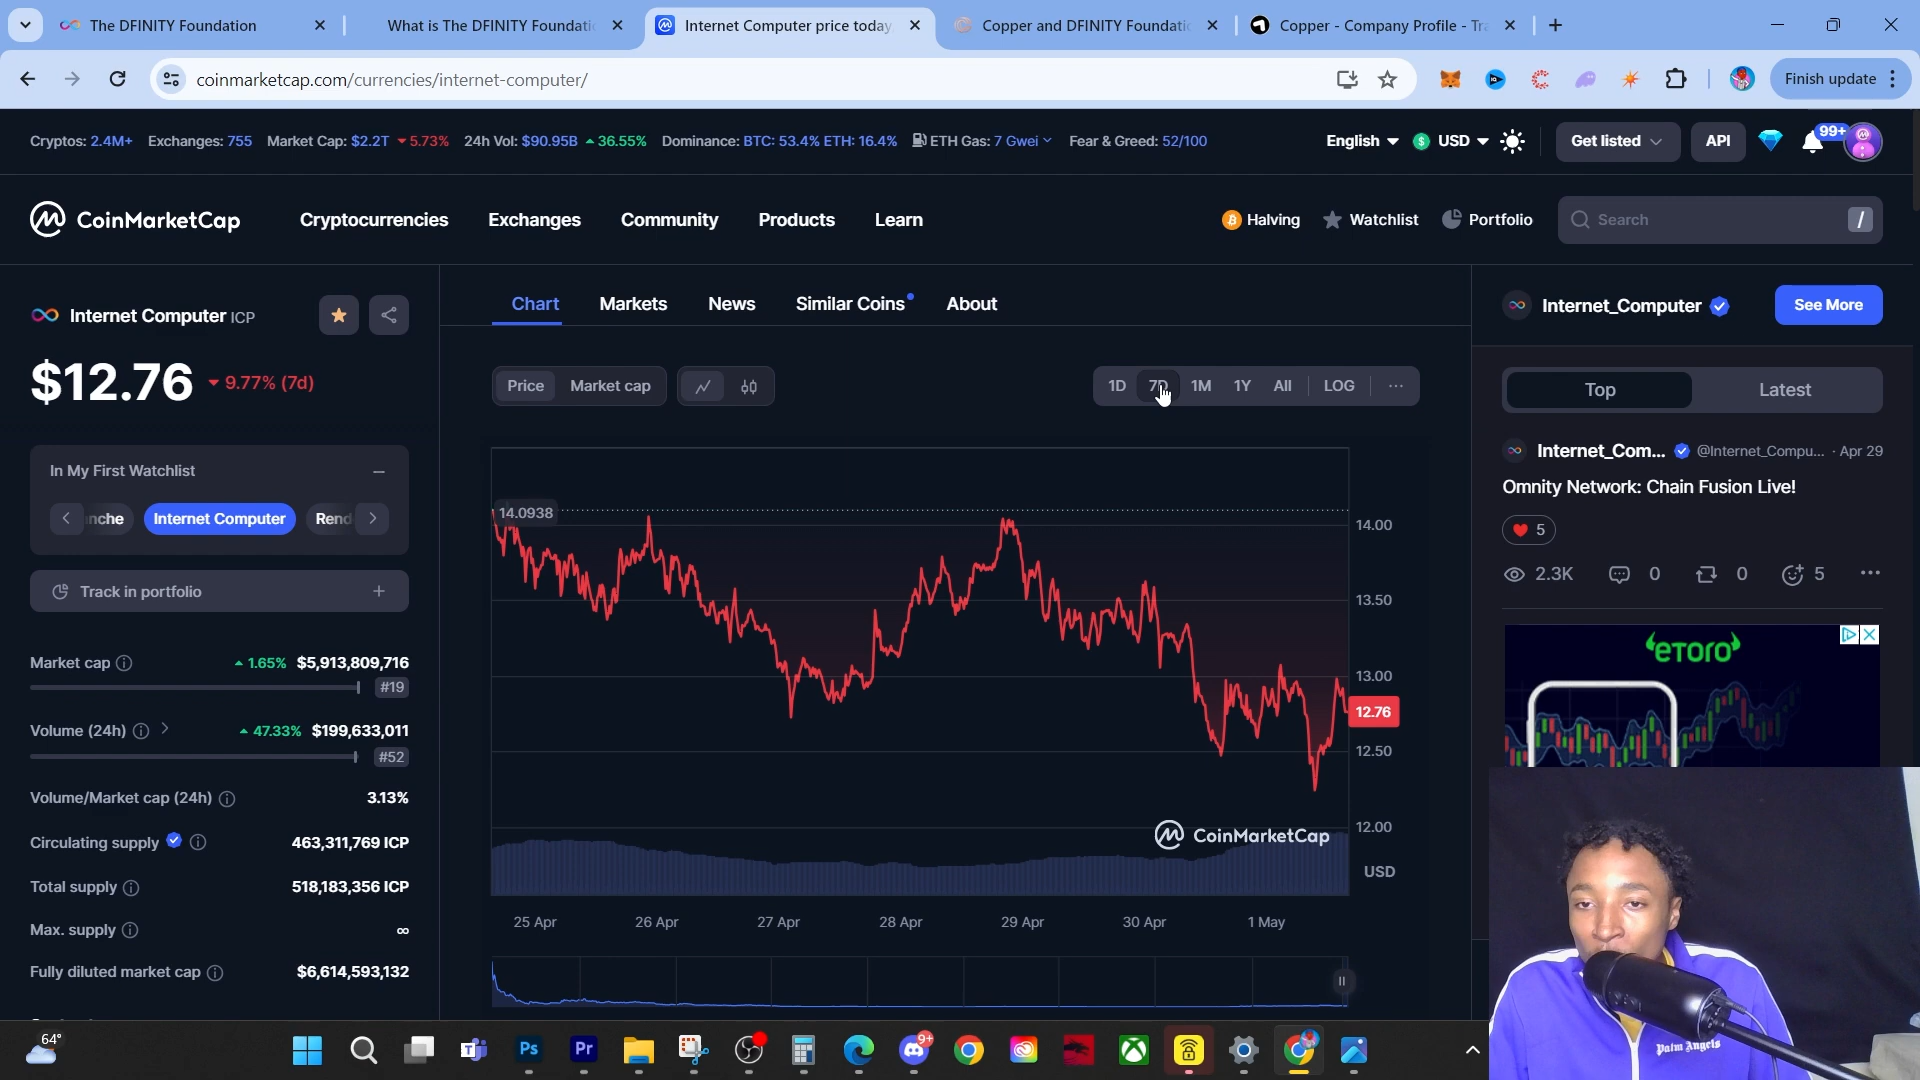 The DFINITY Foundation
What is The DFINITY Foundati
Internet Computer price today
Copper and DFINITY Foundati
Copper - Company Profile - Tr
coinmarketcap.com/currencies/internet-computer/
Finish update
Cryptos: 2.4M+ Exchanges: 755 Market Cap: $2.2T 5.73% 24h Vol: $90.95B 36.55% Dominance: BTC: 53.4% ETH: 16.4% ETH Gas: 7 Gwei Fear & Greed: 52/100
English USD Get listed API 99+
CoinMarketCap Cryptocurrencies Exchanges Community Products Learn
Halving Watchlist Portfolio Search /
Internet Computer ICP
$12.76 9.77% (7d)
In My First Watchlist
nche Internet Computer Rend
Track in portfolio
Market cap 1.65% $5,913,809,716
#19
Volume (24h) 47.33% $199,633,011
#52
Volume/Market cap (24h) 3.13%
Circulating supply 463,311,769 ICP
Total supply 518,183,356 ICP
Max. supply ∞
Fully diluted market cap $6,614,593,132
Chart Markets News Similar Coins About
Price Market cap
1D 7D 1M 1Y All LOG ...
14.0938
14.00
13.50
13.00
12.76
12.50
12.00
CoinMarketCap
USD
25 Apr 26 Apr 27 Apr 28 Apr 29 Apr 30 Apr 1 May
Internet_Computer See More
Top Latest
Internet_Com... @Internet_Compu... · Apr 29
Omnity Network: Chain Fusion Live!
5
2.3K 0 0 5
eToro
Palm Angels
64°
Ps Pr 9+